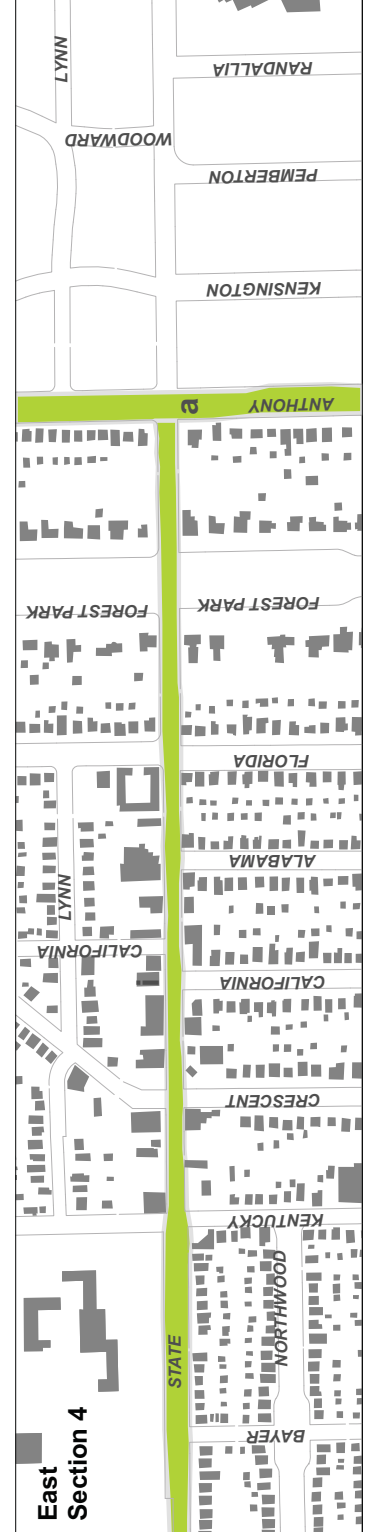 LYNN
RANDALLIA
WOODWARD
PEMBERTON
KENSINGTON
a
ANTHONY
FOREST PARK
FOREST PARK
FLORIDA
ALABAMA
LYNN
CALIFORNIA
CALIFORNIA
CRESCENT
KENTUCKY
NORTHWOOD
STATE
BAYER
East
Section 4